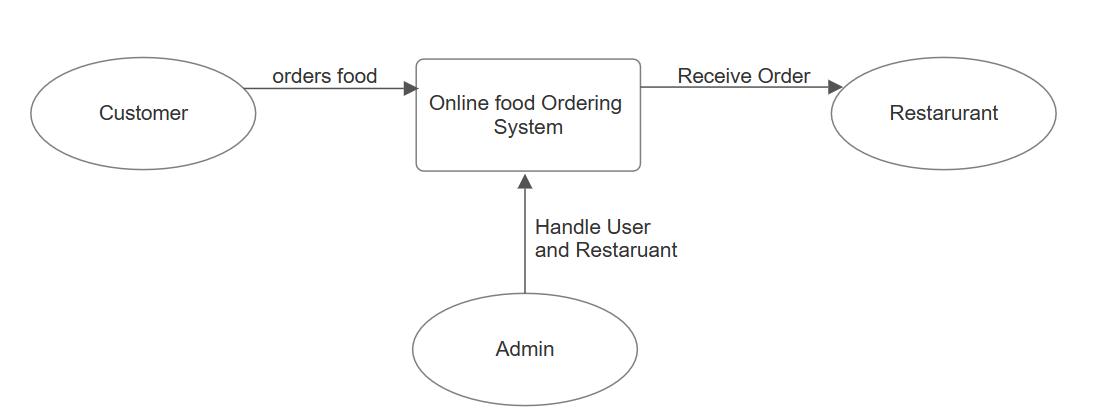 orders food
Receive Order
Customer
Online food Ordering
System
Restarurant
Handle User
and Restaruant
Admin